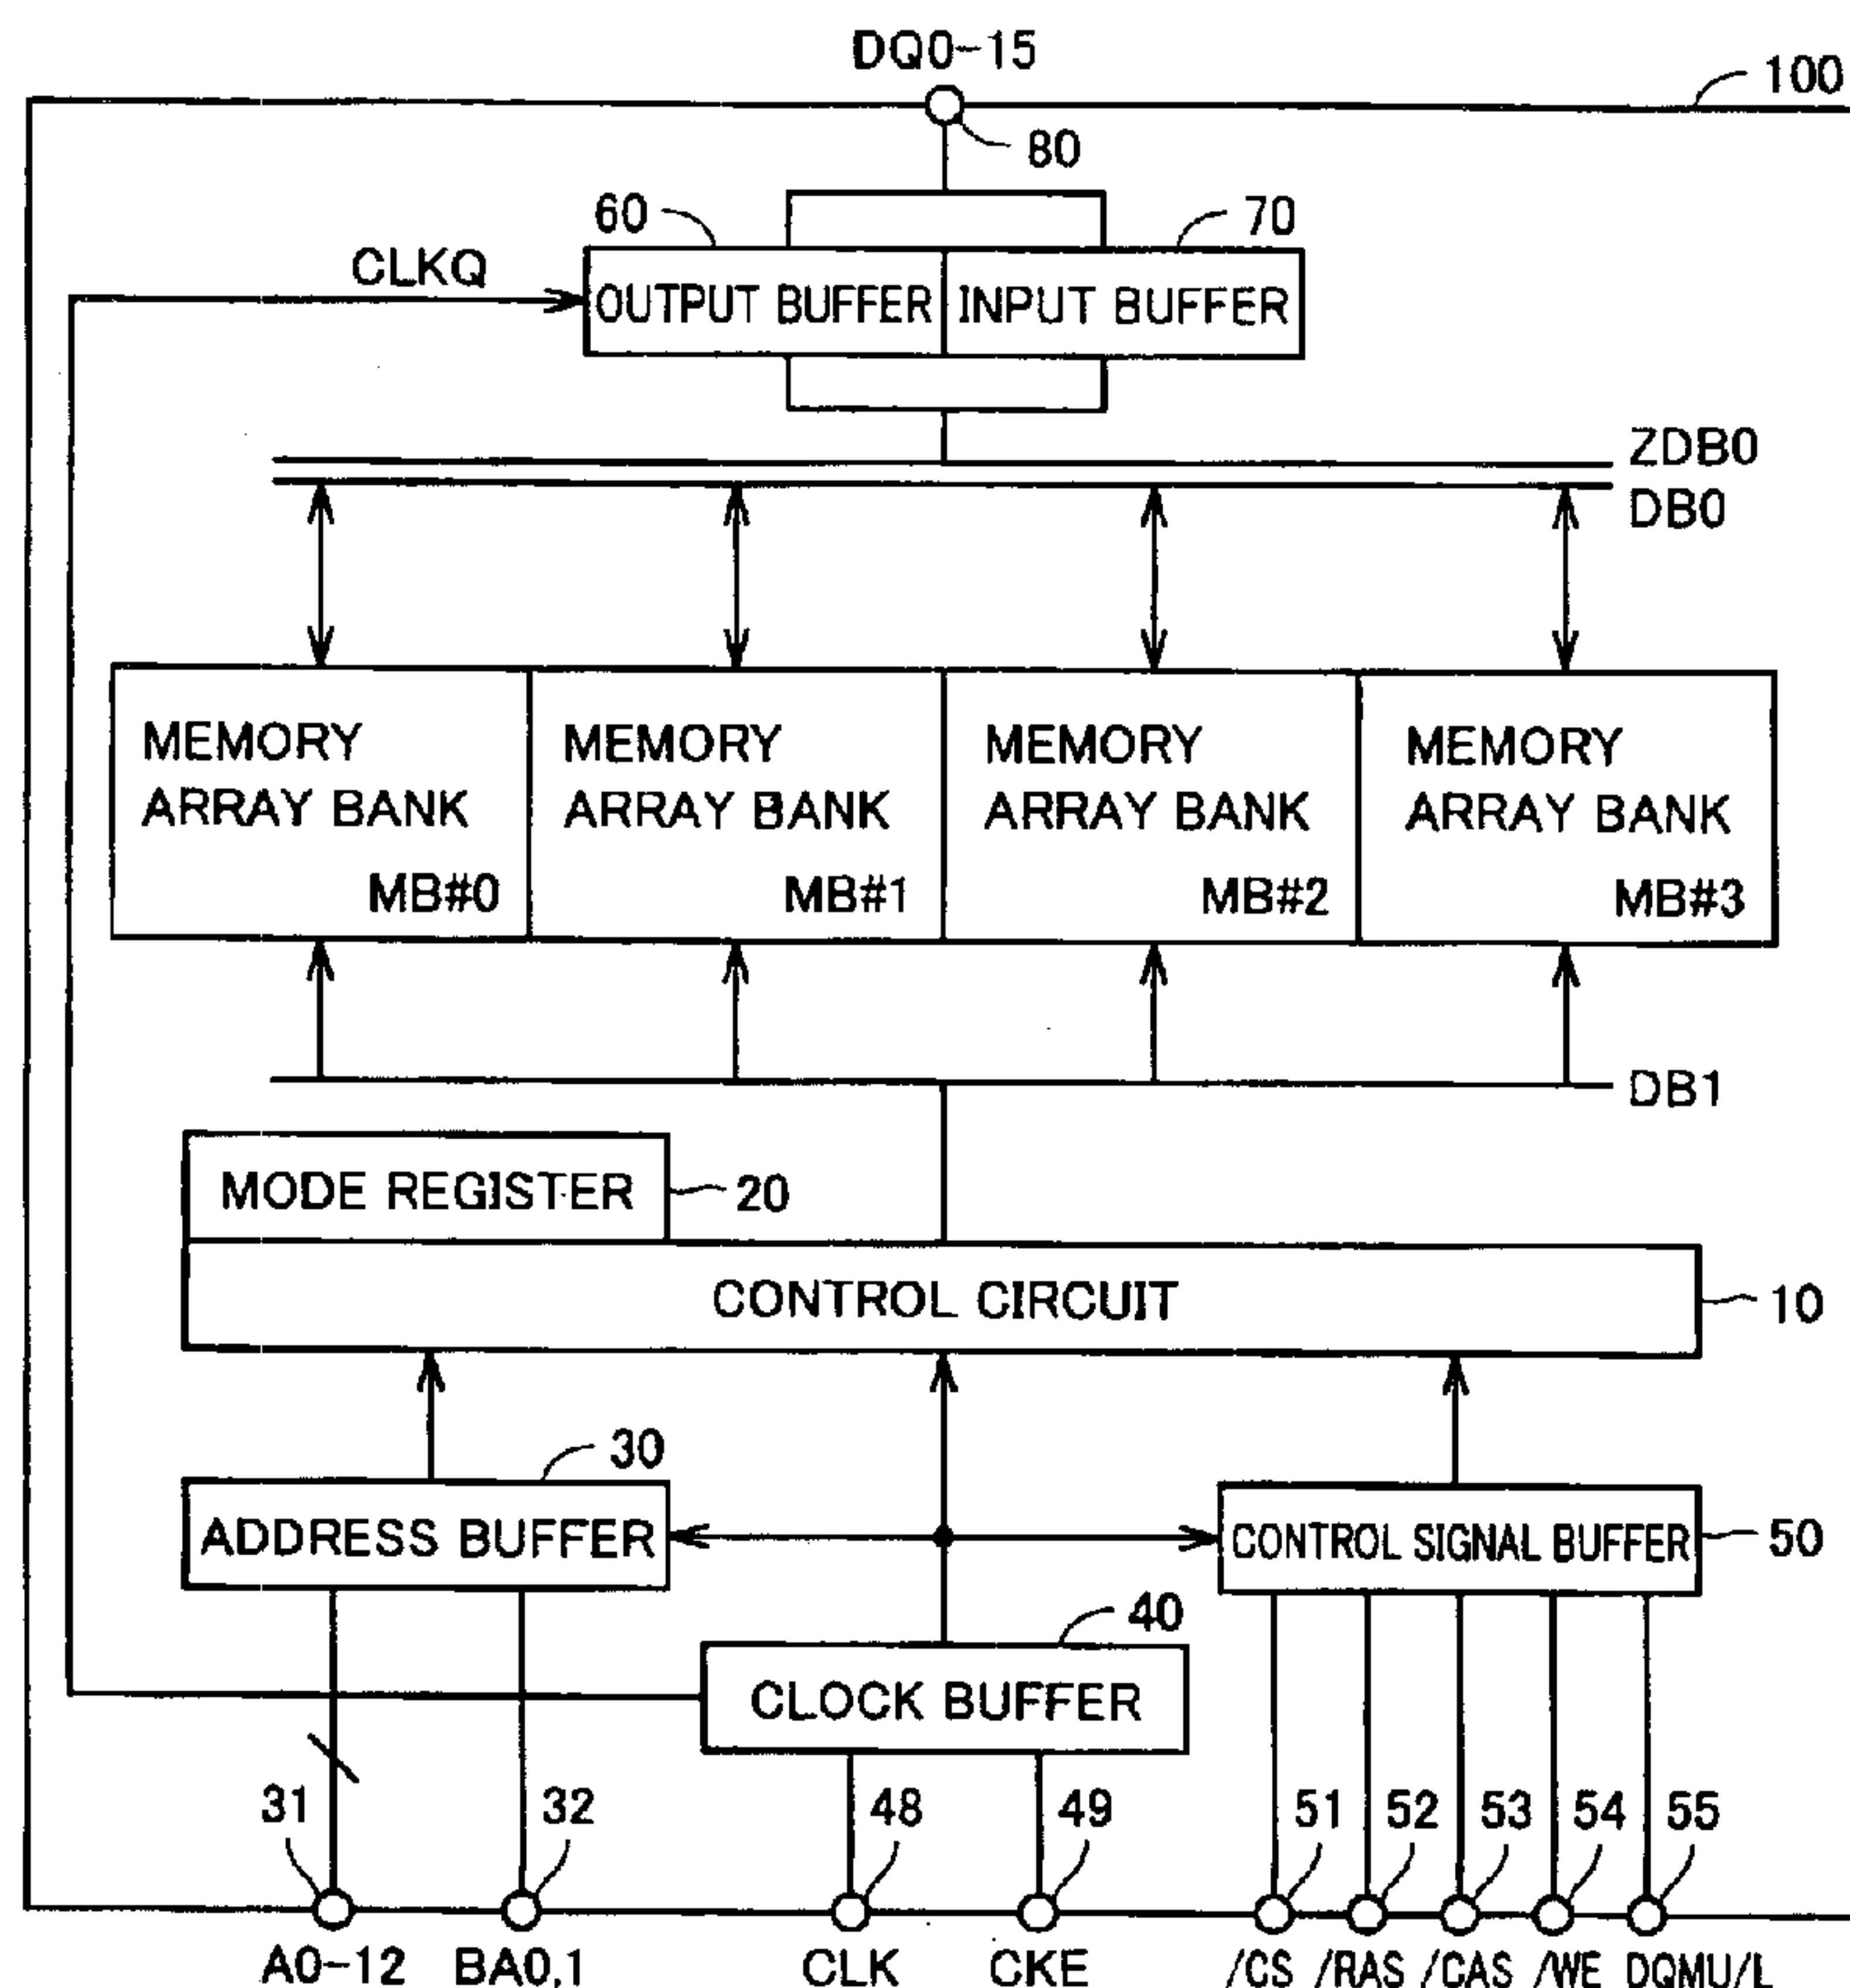 DQ0-15
100
80
60
70
CLKQ
OUTPUT BUFFER
INPUT BUFFER
ZDB0
DB0
MEMORY
ARRAY BANK
MB#0
MEMORY
ARRAY BANK
MB#1
MEMORY
ARRAY BANK
MB#2
MEMORY
ARRAY BANK
MB#3
DB1
MODE REGISTER
20
CONTROL CIRCUIT
10
30
ADDRESS BUFFER
CONTROL SIGNAL BUFFER
50
40
CLOCK BUFFER
31
32
48
49
51
52
53
54
55
A0-12
BA0,1
CLK
CKE
/CS
/RAS
/CAS
/WE
DQMU/L